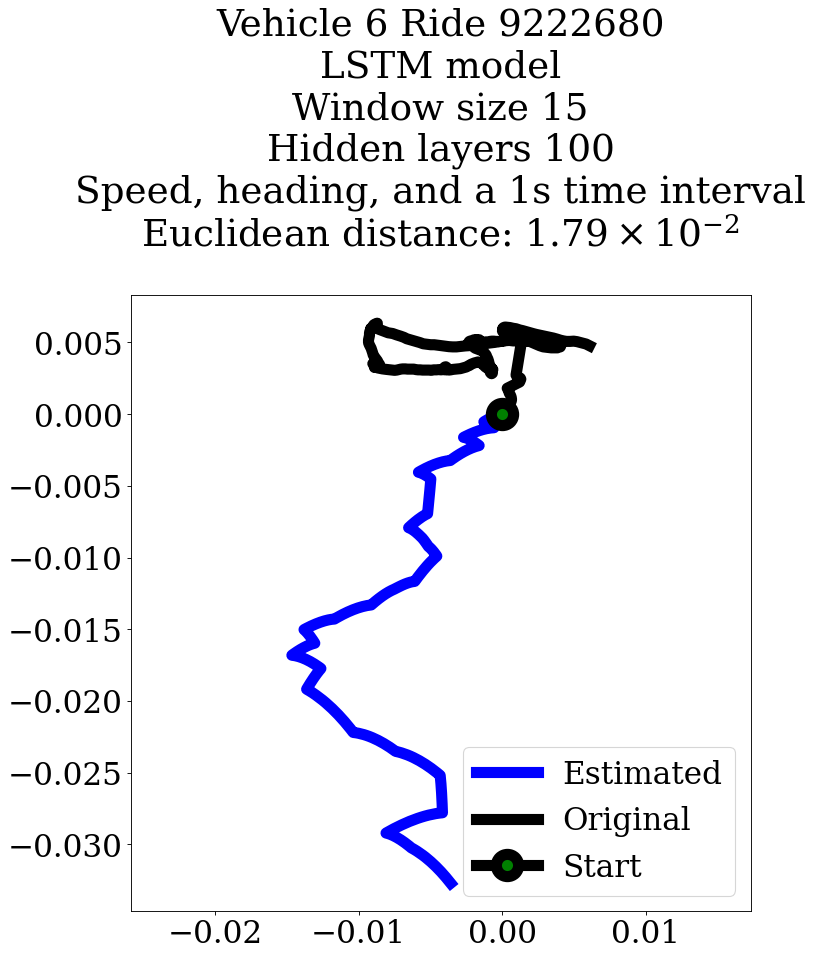 Vehicle 6 Ride 9222680
LSTM model
Window size 15
Hidden layers 100
Speed, heading, and a 1s time interval
Euclidean distance: 1.79 × 10⁻²
0.005
0.000
−0.005
−0.010
−0.015
−0.020
−0.025
−0.030
Estimated
Original
Start
−0.02 −0.01 0.00 0.01